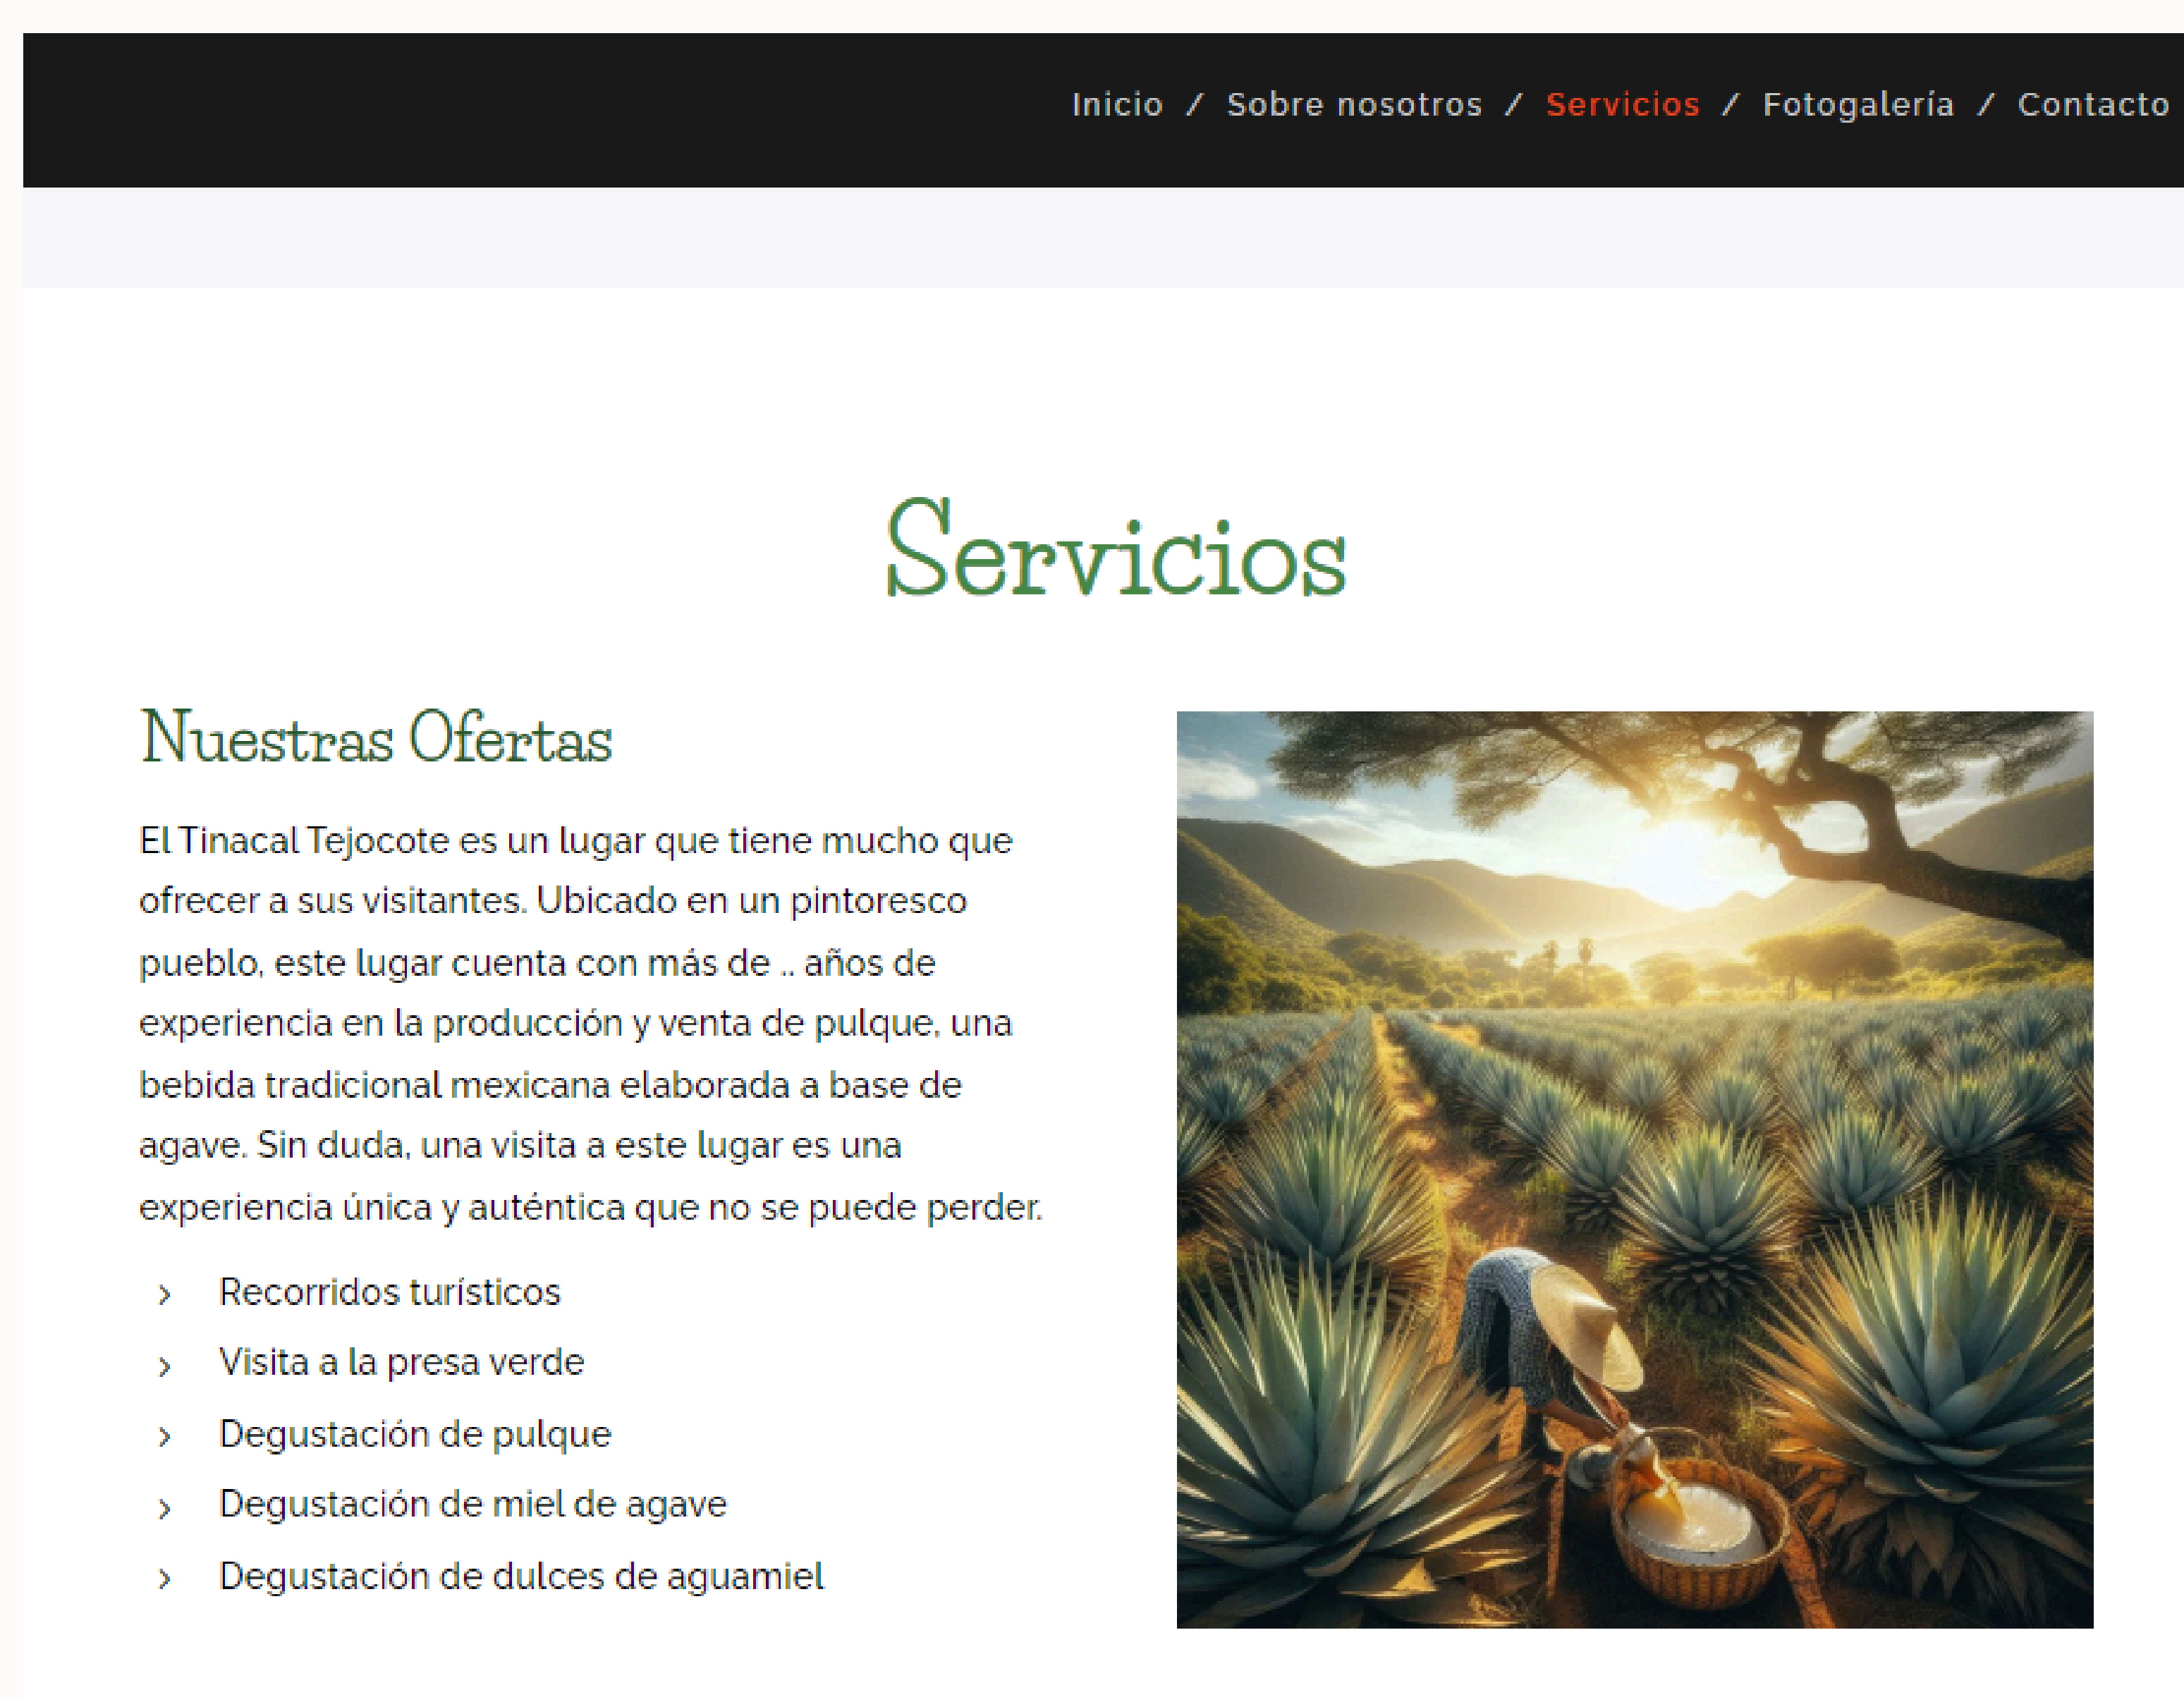 Inicio / Sobre nosotros / Servicios / Fotogalería / Contacto
Servicios
Nuestras Ofertas
El Tinacal Tejocote es un lugar que tiene mucho que
ofrecer a sus visitantes. Ubicado en un pintoresco
pueblo, este lugar cuenta con más de .. años de
experiencia en la producción y venta de pulque, una
bebida tradicional mexicana elaborada a base de
agave. Sin duda, una visita a este lugar es una
experiencia única y auténtica que no se puede perder.
› Recorridos turísticos
› Visita a la presa verde
› Degustación de pulque
› Degustación de miel de agave
› Degustación de dulces de aguamiel